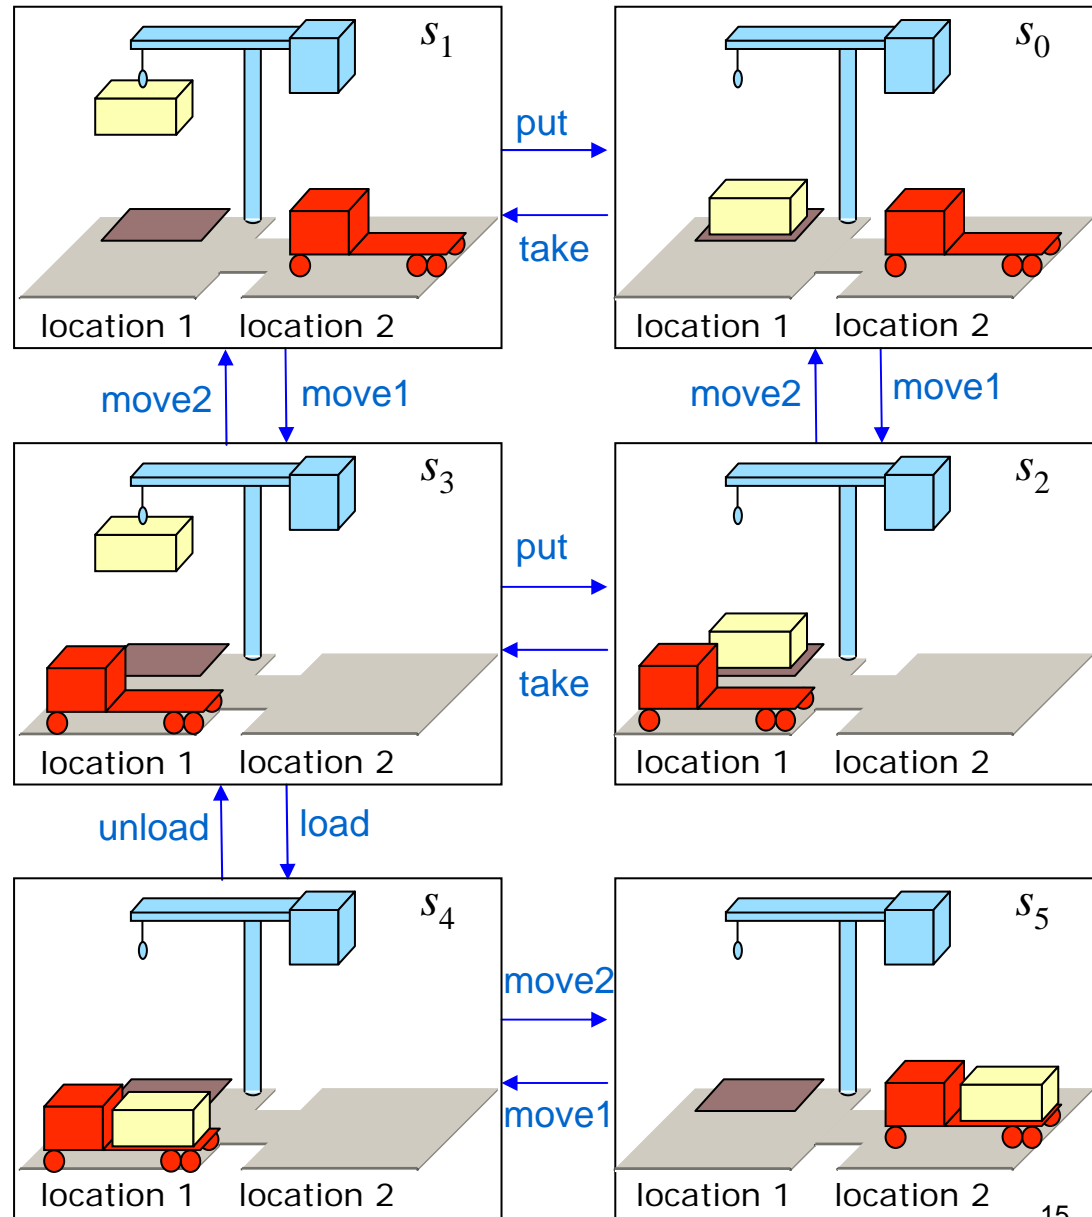 s1
s0
put
take
location 1 location 2
location 1 location 2
move2 move1
move2 move1
s3
s2
put
take
location 1 location 2
location 1 location 2
unload load
s4
s5
move2
move1
location 1 location 2
location 1 location 2
15